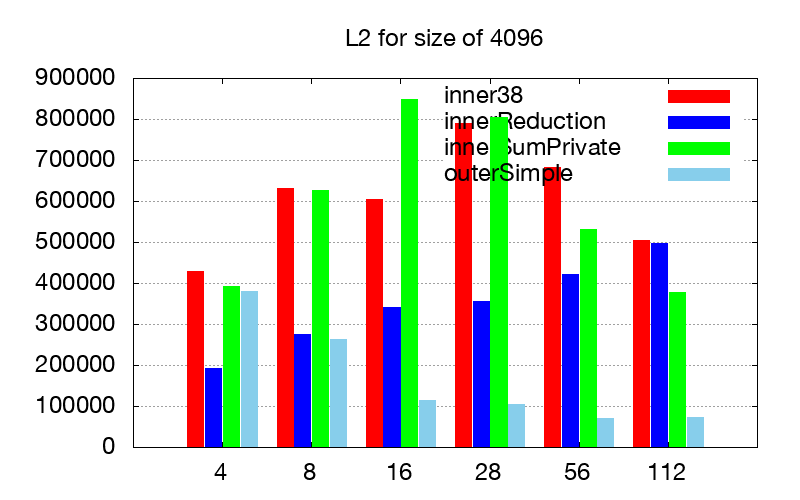 L2 for size of 4096
900000
800000
700000
600000
500000
400000
300000
200000
100000
0
inner38
innerReduction
innerSumPrivate
outerSimple
4 8 16 28 56 112